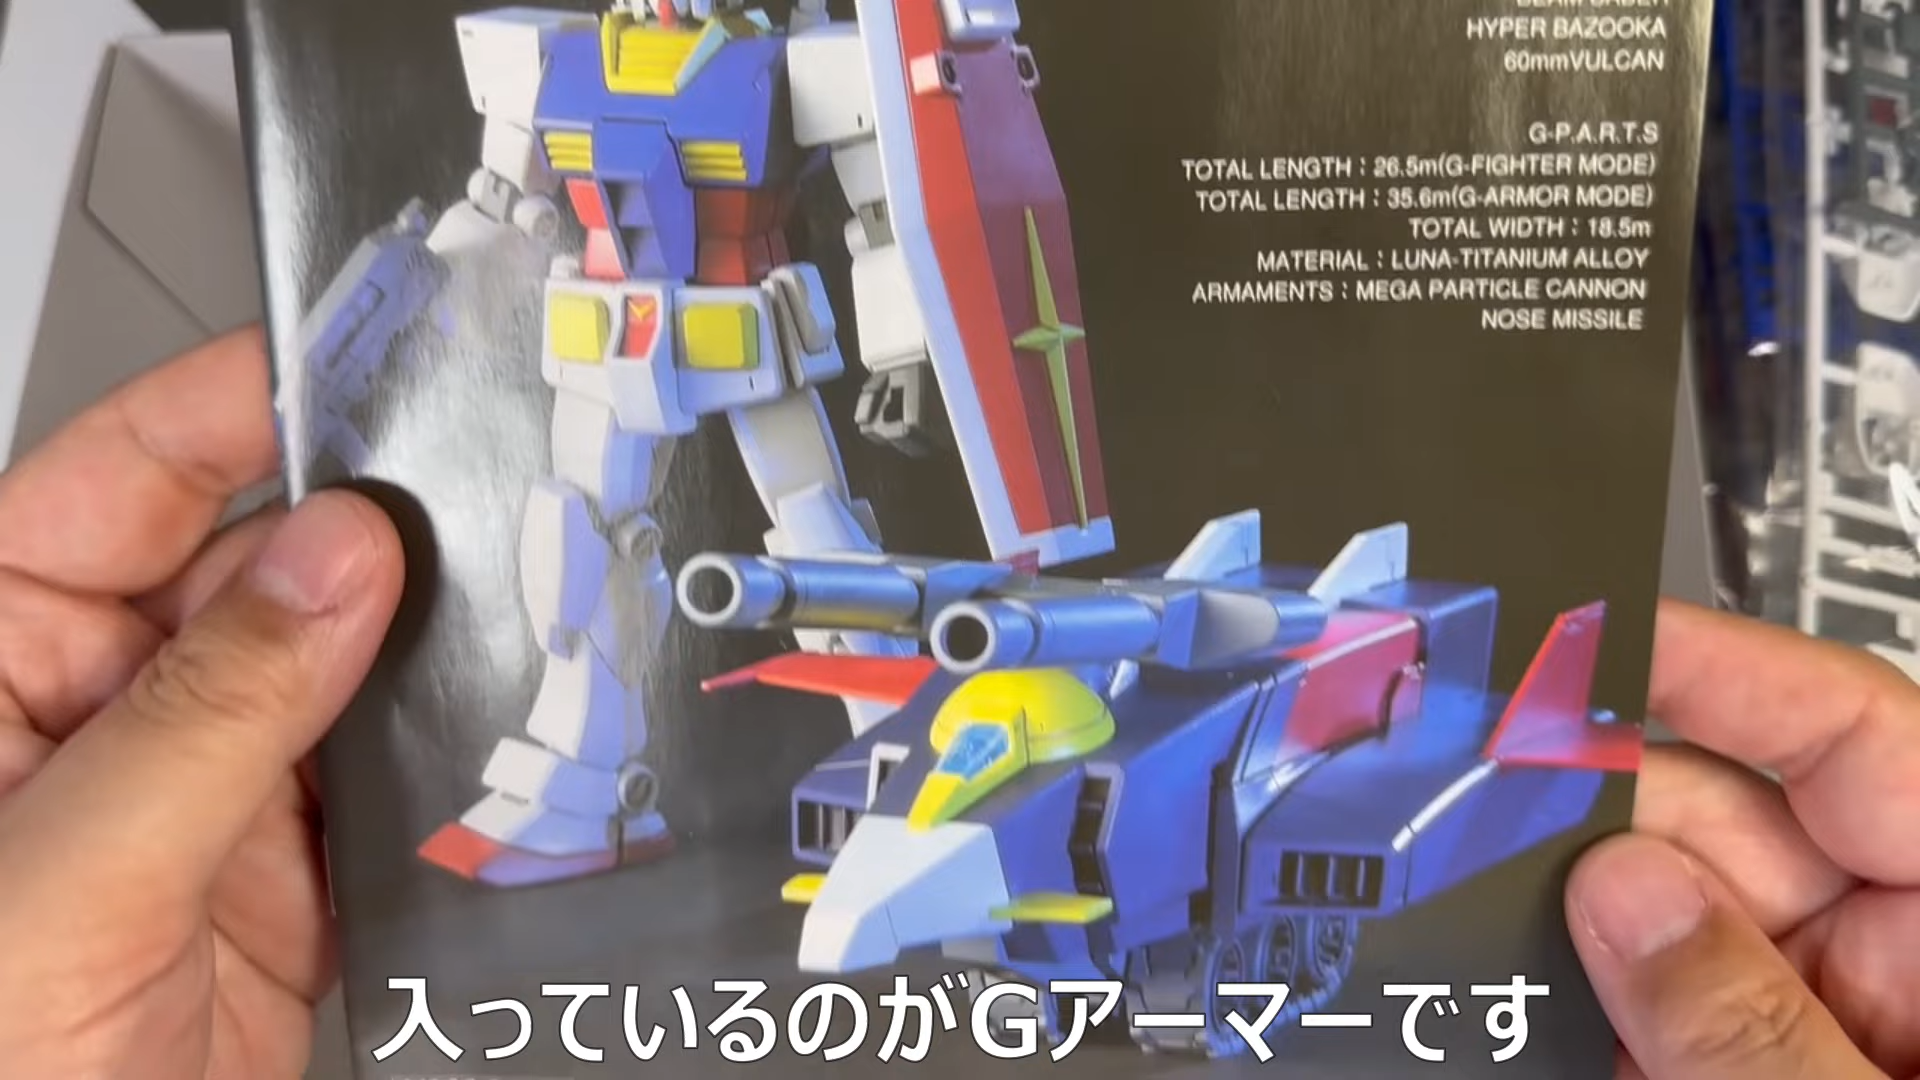 BEAM SABER
HYPER BAZOOKA
60mmVULCAN
G-P.A.R.T.S
TOTAL LENGTH：26.5m(G-FIGHTER MODE)
TOTAL LENGTH：35.6m(G-ARMOR MODE)
TOTAL WIDTH：18.5m
MATERIAL：LUNA-TITANIUM ALLOY
ARMAMENTS：MEGA PARTICLE CANNON
NOSE MISSILE
入っているのがGアーマーです